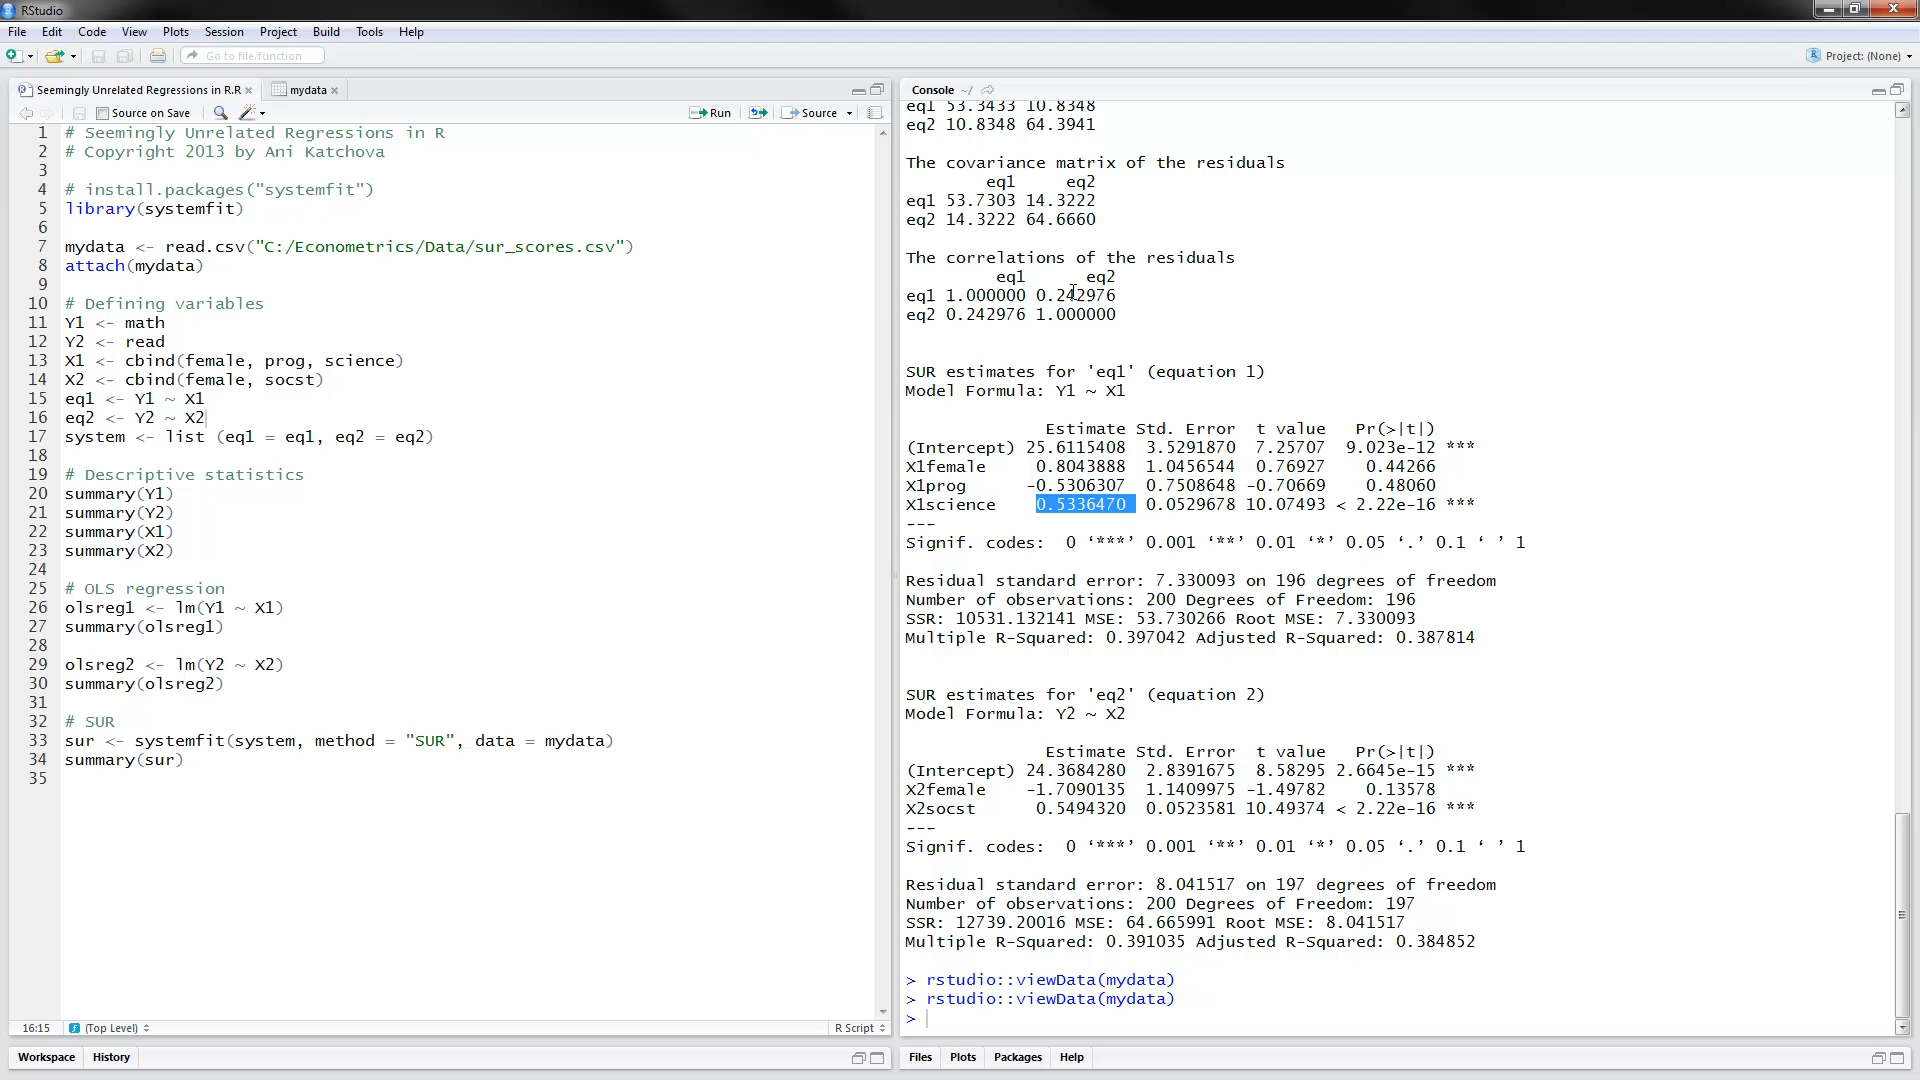 RStudio
File Edit Code View Plots Session Project Build Tools Help
Go to file/function
Project: (None)
Seemingly Unrelated Regressions in R.R
mydata
Source on Save
Run
Source
1 # Seemingly Unrelated Regressions in R
2 # Copyright 2013 by Ani Katchova
3
4 # install.packages("systemfit")
5 library(systemfit)
6
7 mydata <- read.csv("C:/Econometrics/Data/sur_scores.csv")
8 attach(mydata)
9
10 # Defining variables
11 Y1 <- math
12 Y2 <- read
13 X1 <- cbind(female, prog, science)
14 X2 <- cbind(female, socst)
15 eq1 <- Y1 ~ X1
16 eq2 <- Y2 ~ X2
17 system <- list (eq1 = eq1, eq2 = eq2)
18
19 # Descriptive statistics
20 summary(Y1)
21 summary(Y2)
22 summary(X1)
23 summary(X2)
24
25 # OLS regression
26 olsreg1 <- lm(Y1 ~ X1)
27 summary(olsreg1)
28
29 olsreg2 <- lm(Y2 ~ X2)
30 summary(olsreg2)
31
32 # SUR
33 sur <- systemfit(system, method = "SUR", data = mydata)
34 summary(sur)
35
16:15 (Top Level) R Script
Workspace History
Console ~/
eq1 53.3433 10.8348
eq2 10.8348 64.3941
The covariance matrix of the residuals
eq1 eq2
eq1 53.7303 14.3222
eq2 14.3222 64.6660
The correlations of the residuals
eq1 eq2
eq1 1.000000 0.242976
eq2 0.242976 1.000000
SUR estimates for 'eq1' (equation 1)
Model Formula: Y1 ~ X1
Estimate Std. Error t value Pr(>|t|)
(Intercept) 25.6115408 3.5291870 7.25707 9.023e-12 ***
X1female 0.8043888 1.0456544 0.76927 0.44266
X1prog -0.5306307 0.7508648 -0.70669 0.48060
X1science 0.5336470 0.0529678 10.07493 < 2.22e-16 ***
---
Signif. codes: 0 ‘***’ 0.001 ‘**’ 0.01 ‘*’ 0.05 ‘.’ 0.1 ‘ ’ 1
Residual standard error: 7.330093 on 196 degrees of freedom
Number of observations: 200 Degrees of Freedom: 196
SSR: 10531.132141 MSE: 53.730266 Root MSE: 7.330093
Multiple R-Squared: 0.397042 Adjusted R-Squared: 0.387814
SUR estimates for 'eq2' (equation 2)
Model Formula: Y2 ~ X2
Estimate Std. Error t value Pr(>|t|)
(Intercept) 24.3684280 2.8391675 8.58295 2.6645e-15 ***
X2female -1.7090135 1.1409975 -1.49782 0.13578
X2socst 0.5494320 0.0523581 10.49374 < 2.22e-16 ***
---
Signif. codes: 0 ‘***’ 0.001 ‘**’ 0.01 ‘*’ 0.05 ‘.’ 0.1 ‘ ’ 1
Residual standard error: 8.041517 on 197 degrees of freedom
Number of observations: 200 Degrees of Freedom: 197
SSR: 12739.20016 MSE: 64.665991 Root MSE: 8.041517
Multiple R-Squared: 0.391035 Adjusted R-Squared: 0.384852
> rstudio::viewData(mydata)
> rstudio::viewData(mydata)
>
Files Plots Packages Help